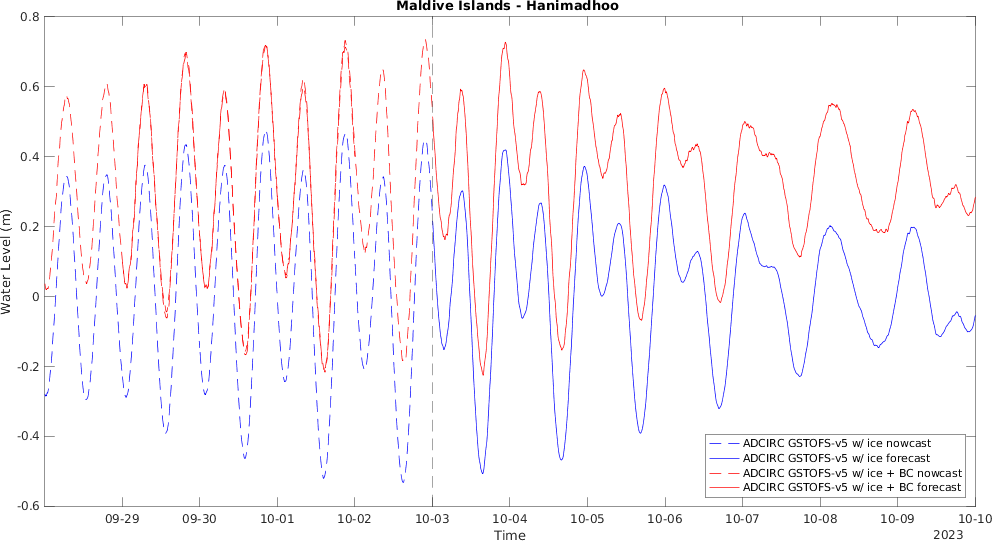 Maldive Islands - Hanimadhoo
0.8
0.6
0.4
0.2
0
-0.2
-0.4
-0.6
Water Level (m)
09-29 09-30 10-01 10-02 10-03 10-04 10-05 10-06 10-07 10-08 10-09 10-10
Time
2023
ADCIRC GSTOFS-v5 w/ ice nowcast
ADCIRC GSTOFS-v5 w/ ice forecast
ADCIRC GSTOFS-v5 w/ ice + BC nowcast
ADCIRC GSTOFS-v5 w/ ice + BC forecast